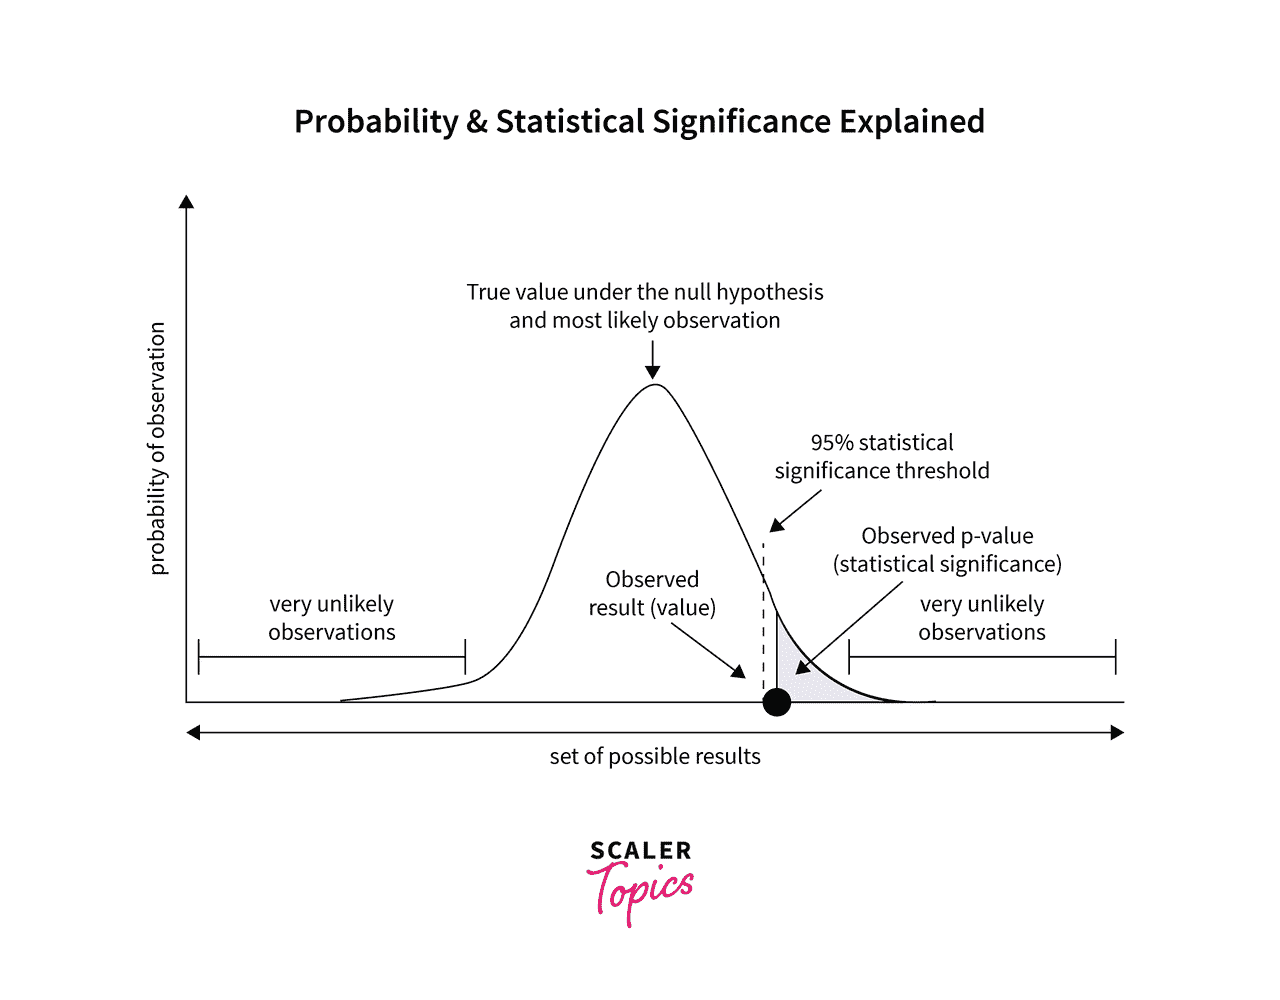 Probability & Statistical Significance Explained
True value under the null hypothesis
and most likely observation
probability of observation
95% statistical
significance threshold
Observed p-value
(statistical significance)
Observed
result (value)
very unlikely
observations
very unlikely
observations
set of possible results
SCALER
Topics